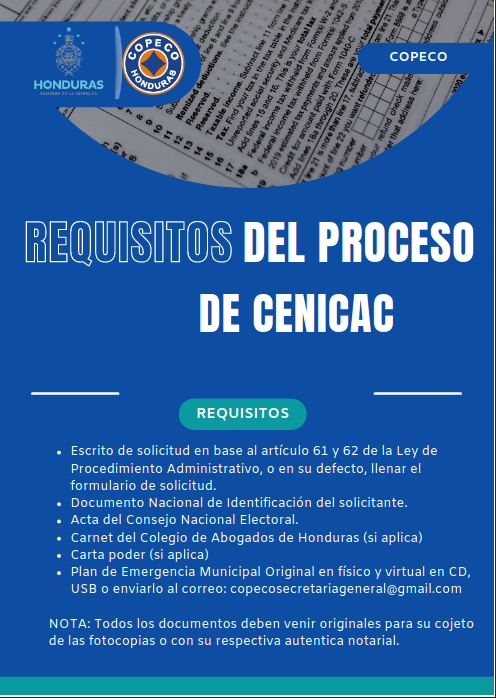 HONDURAS
GOBIERNO DE LA REPÚBLICA
COPECO
HONDURAS
COPECO
REQUISITOS DEL PROCESO
DE CENICAC
REQUISITOS
• Escrito de solicitud en base al artículo 61 y 62 de la Ley de
Procedimiento Administrativo, o en su defecto, llenar el
formulario de solicitud.
• Documento Nacional de Identificación del solicitante.
• Acta del Consejo Nacional Electoral.
• Carnet del Colegio de Abogados de Honduras (si aplica)
• Carta poder (si aplica)
• Plan de Emergencia Municipal Original en físico y virtual en CD,
USB o enviarlo al correo: copecosecretariageneral@gmail.com
NOTA: Todos los documentos deben venir originales para su cojeto
de las fotocopias o con su respectiva autentica notarial.